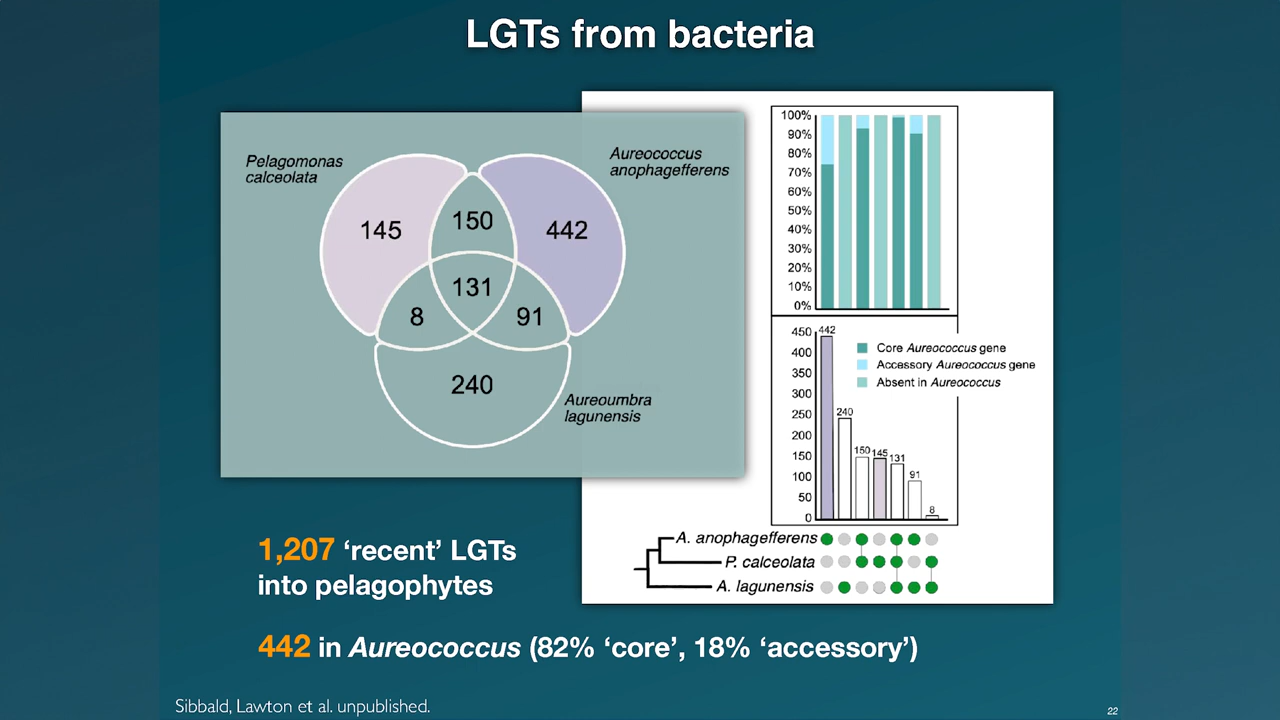 LGTs from bacteria
Pelagomonas
calceolata
Aureococcus
anophagefferens
145
150
442
131
8
91
240
Aureoumbra
lagunensis
100%
90%
80%
70%
60%
50%
40%
30%
20%
10%
0%
450
400
350
300
250
200
150
100
50
0
442
240
150
145
131
91
8
Core Aureococcus gene
Accessory Aureococcus gene
Absent in Aureococcus
A. anophagefferens
P. calceolata
A. lagunensis
1,207 ‘recent’ LGTs
into pelagophytes
442 in Aureococcus (82% ‘core’, 18% ‘accessory’)
Sibbald, Lawton et al. unpublished.
22